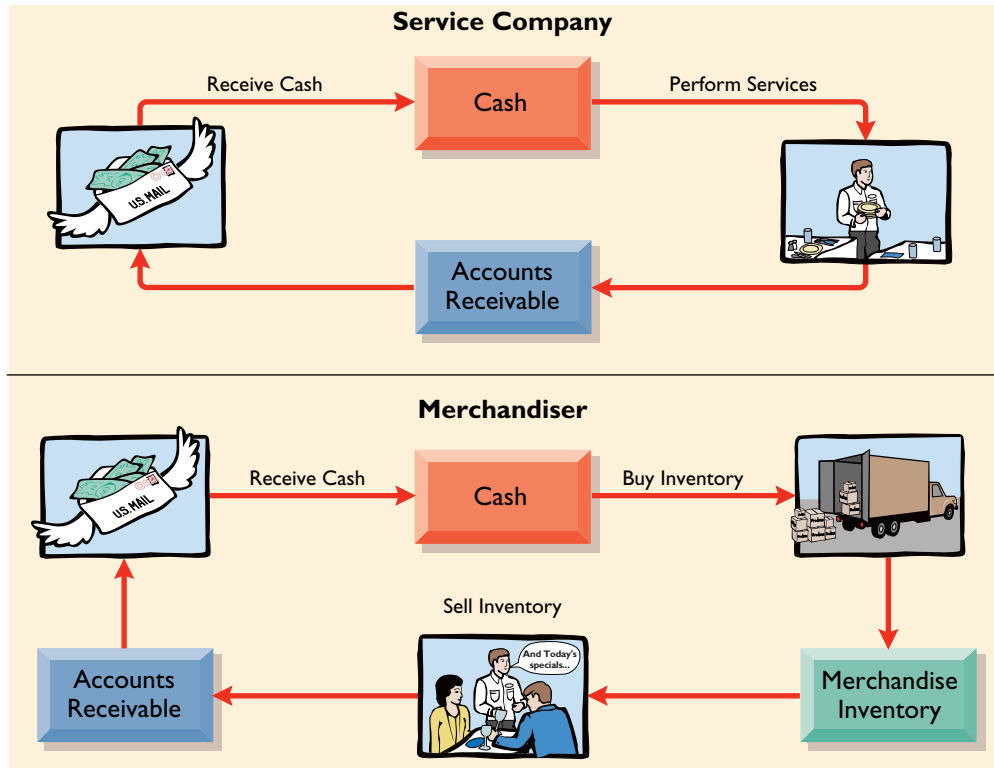 Service Company
Receive Cash
Cash
Perform Services
U.S. MAIL
Accounts
Receivable
Merchandiser
U.S. MAIL
Receive Cash
Cash
Buy Inventory
Sell Inventory
And Today's
specials...
Accounts
Receivable
Merchandise
Inventory